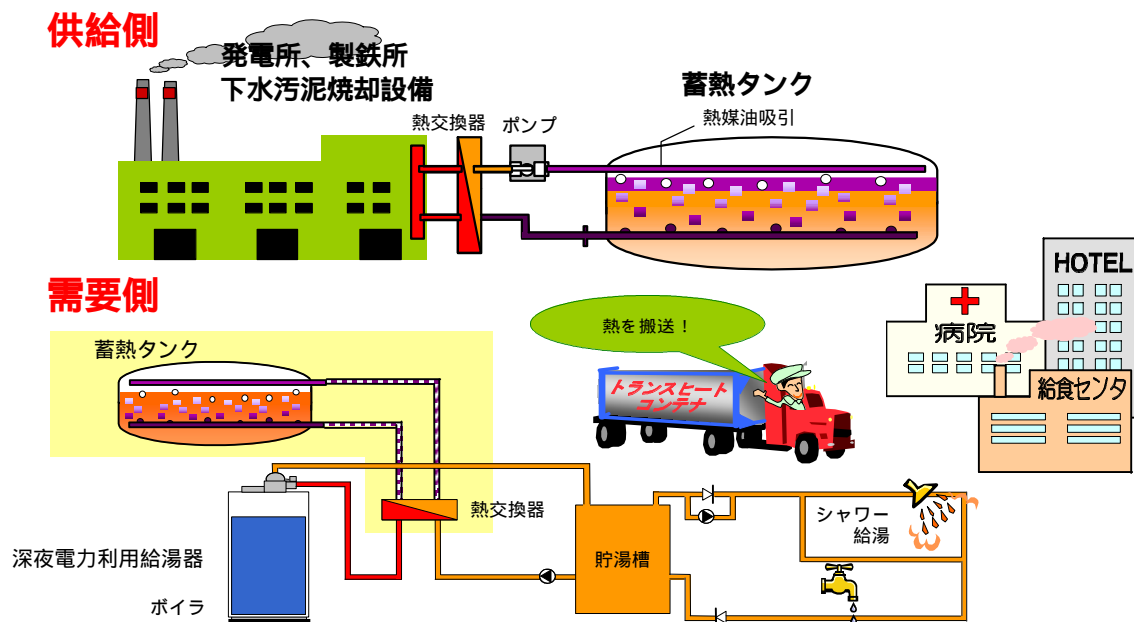 供給側
発電所、製鉄所
下水汚泥焼却設備
蓄熱タンク
熱媒油吸引
熱交換器
ポンプ
需要側
蓄熱タンク
熱を搬送！
トランスヒート
コンテナ
HOTEL
病院
給食センタ
熱交換器
深夜電力利用給湯器
ボイラ
貯湯槽
シャワー
給湯